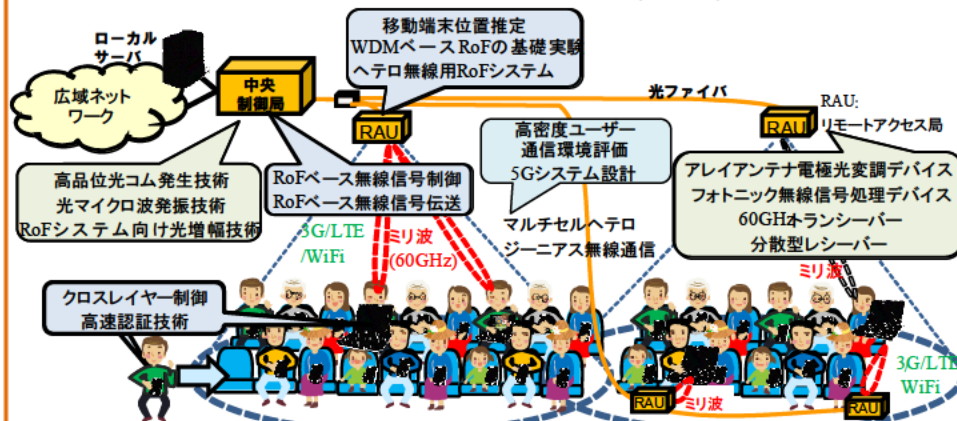 ローカル
サーバ
広域ネット
ワーク
中央
制御局
移動端末位置推定
WDMベースRoFの基礎実験
ヘテロ無線用RoFシステム
RAU
光ファイバ
RAU
RAU:
リモートアクセス局
高密度ユーザー
通信環境評価
5Gシステム設計
高品位光コム発生技術
光マイクロ波発振技術
RoFシステム向け光増幅技術
RoFベース無線信号制御
RoFベース無線信号伝送
アレイアンテナ電極光変調デバイス
フォトニック無線信号処理デバイス
60GHzトランシーバー
分散型レシーバー
3G/LTE
/WiFi
ミリ波
(60GHz)
マルチセルヘテロ
ジーニアス無線通信
ミリ波
クロスレイヤー制御
高速認証技術
3G/LTE
WiFi
RAU
ミリ波
RAU